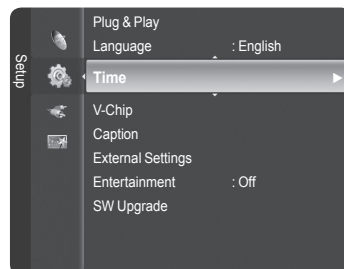 Setup
Plug & Play
Language : English
Time
V-Chip
Caption
External Settings
Entertainment : Off
SW Upgrade